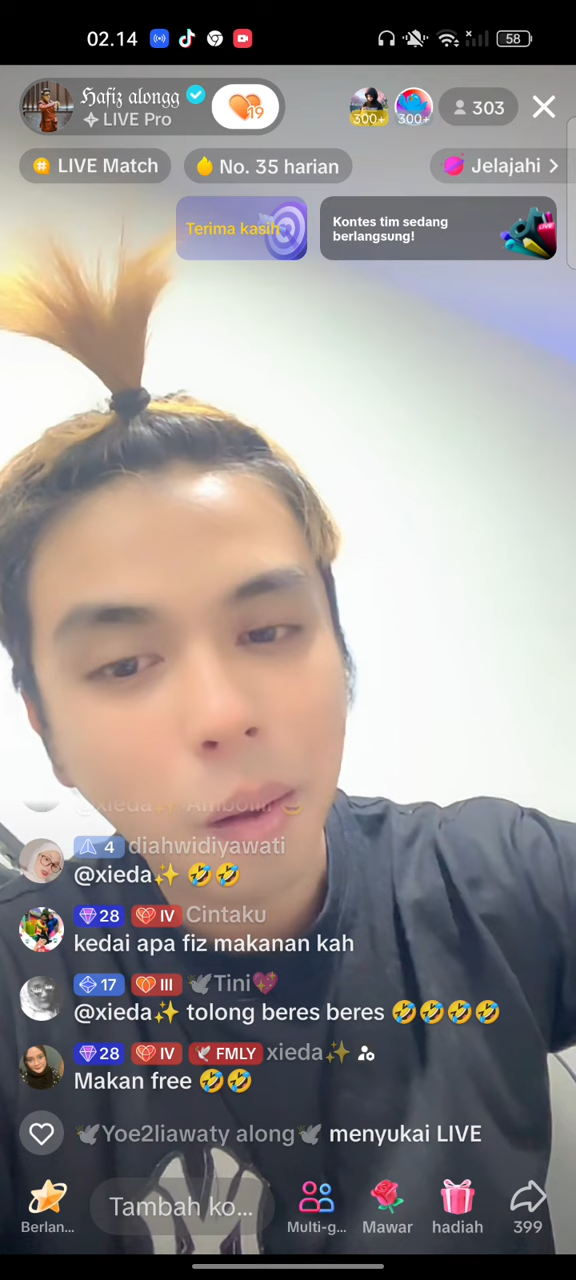 02.14
58
ℌafiz alongg
LIVE Pro
19
300+
300+
303
LIVE Match
No. 35 harian
Jelajahi
Terima kasih
Kontes tim sedang
berlangsung!
LIVE
@xieda✨ Ambohh
4 diahwidiyawati
@xieda✨ 🤣🤣
28 IV Cintaku
kedai apa fiz makanan kah
17 III 🕊️Tini💖
@xieda✨ tolong beres beres 🤣🤣🤣🤣
28 IV FMLY xieda✨
Makan free 🤣🤣
🕊️Yoe2liawaty along🕊️ menyukai LIVE
Berlan...
Tambah ko...
Multi-g...
Mawar
hadiah
399